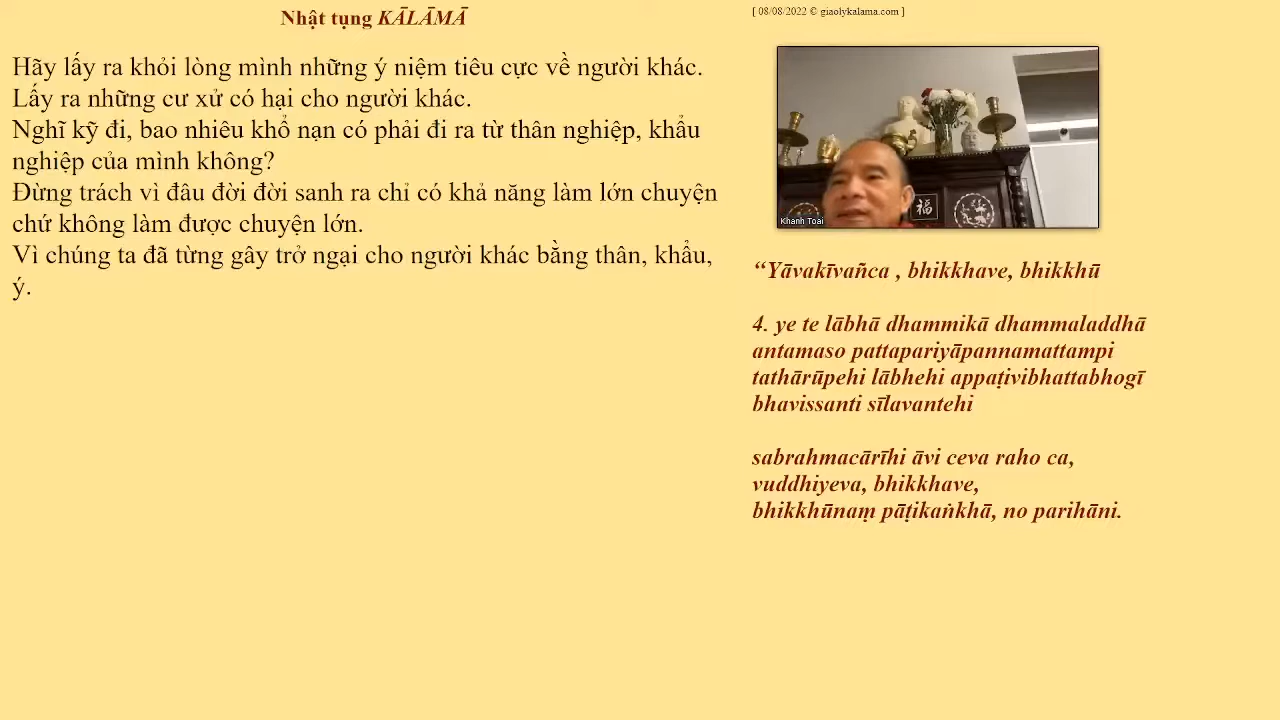 Nhật tụng KĀLĀMĀ
Hãy lấy ra khỏi lòng mình những ý niệm tiêu cực về người khác.
Lấy ra những cư xử có hại cho người khác.
Nghĩ kỹ đi, bao nhiêu khổ nạn có phải đi ra từ thân nghiệp, khẩu
nghiệp của mình không?
Đừng trách vì đâu đời đời sanh ra chỉ có khả năng làm lớn chuyện
chứ không làm được chuyện lớn.
Vì chúng ta đã từng gây trở ngại cho người khác bằng thân, khẩu,
ý.
[ 08/08/2022 © giaolykalama.com ]
福
Khanh Toai
“Yāvakīvañca , bhikkhave, bhikkhū
4. ye te lābhā dhammikā dhammaladdhā
antamaso pattapariyāpannamattampi
tathārūpehi lābhehi appaṭivibhattabhogī
bhavissanti sīlavantehi
sabrahmacārīhi āvi ceva raho ca,
vuddhiyeva, bhikkhave,
bhikkhūnaṃ pāṭikaṅkhā, no parihāni.